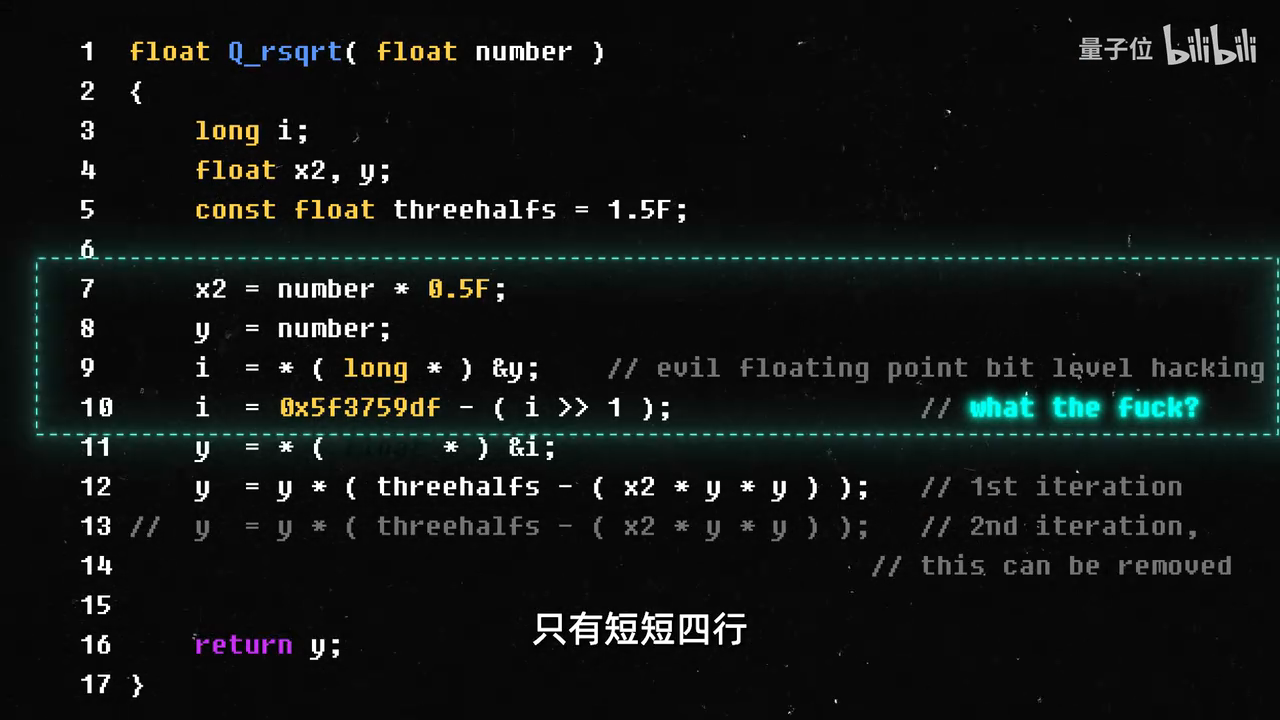 量子位 bilibili
1 float Q_rsqrt( float number )
2 {
3 long i;
4 float x2, y;
5 const float threehalfs = 1.5F;
6
7 x2 = number * 0.5F;
8 y = number;
9 i = * ( long * ) &y; // evil floating point bit level hacking
10 i = 0x5f3759df - ( i >> 1 ); // what the fuck?
11 y = * ( * ) &i;
12 y = y * ( threehalfs - ( x2 * y * y ) ); // 1st iteration
13 // y = y * ( threehalfs - ( x2 * y * y ) ); // 2nd iteration,
14 // this can be removed
15
16 return y;
17 }
只有短短四行